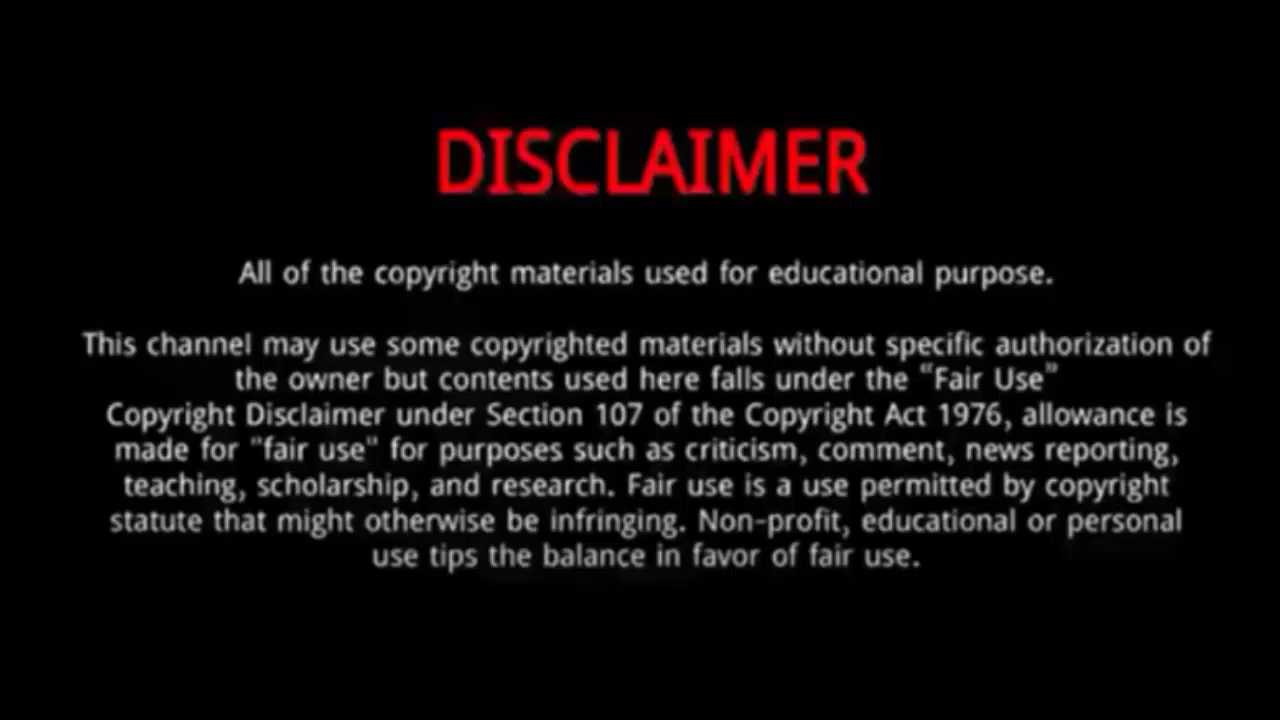 DISCLAIMER
All of the copyright materials used for educational purpose.
This channel may use some copyrighted materials without specific authorization of
the owner but contents used here falls under the “Fair Use”
Copyright Disclaimer under Section 107 of the Copyright Act 1976, allowance is
made for "fair use" for purposes such as criticism, comment, news reporting,
teaching, scholarship, and research. Fair use is a use permitted by copyright
statute that might otherwise be infringing. Non-profit, educational or personal
use tips the balance in favor of fair use.